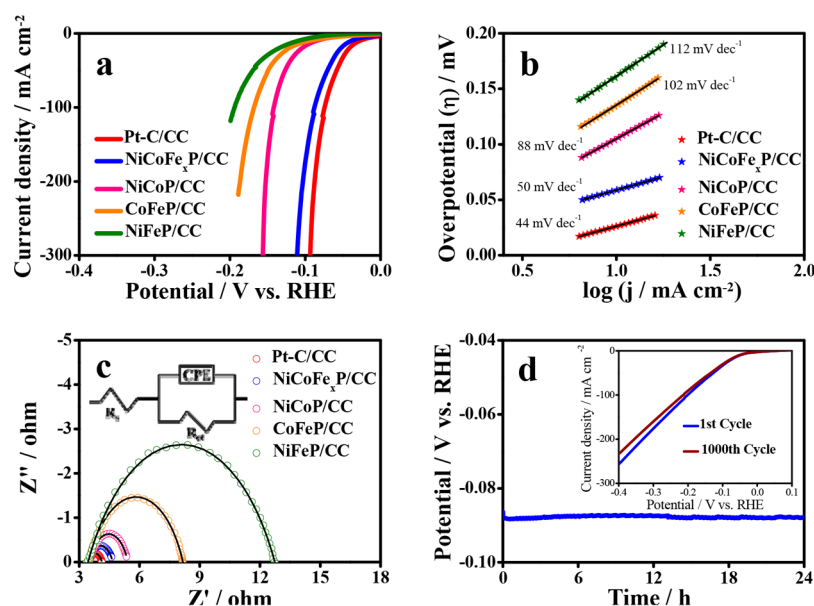 a
Current density / mA cm⁻²
0
-100
-200
-300
-0.4
-0.3
-0.2
-0.1
0.0
Potential / V vs. RHE
Pt-C/CC
NiCoFeₓP/CC
NiCoP/CC
CoFeP/CC
NiFeP/CC
b
Overpotential (η) / mV
0.20
0.15
0.10
0.05
0.00
0.5
1.0
1.5
2.0
log (j / mA cm⁻²)
112 mV dec⁻¹
102 mV dec⁻¹
88 mV dec⁻¹
50 mV dec⁻¹
44 mV dec⁻¹
Pt-C/CC
NiCoFeₓP/CC
NiCoP/CC
CoFeP/CC
NiFeP/CC
c
Z'' / ohm
-5
-4
-3
-2
-1
0
3
6
9
12
15
18
Z' / ohm
CPE
Rₛ
R꜀ₜ
Pt-C/CC
NiCoFeₓP/CC
NiCoP/CC
CoFeP/CC
NiFeP/CC
d
Potential / V vs. RHE
-0.04
-0.06
-0.08
-0.10
0
6
12
18
24
Time / h
Current density / mA cm⁻²
0
-100
-200
-300
-0.4
-0.3
-0.2
-0.1
0.0
0.1
Potential / V vs. RHE
1st Cycle
1000th Cycle